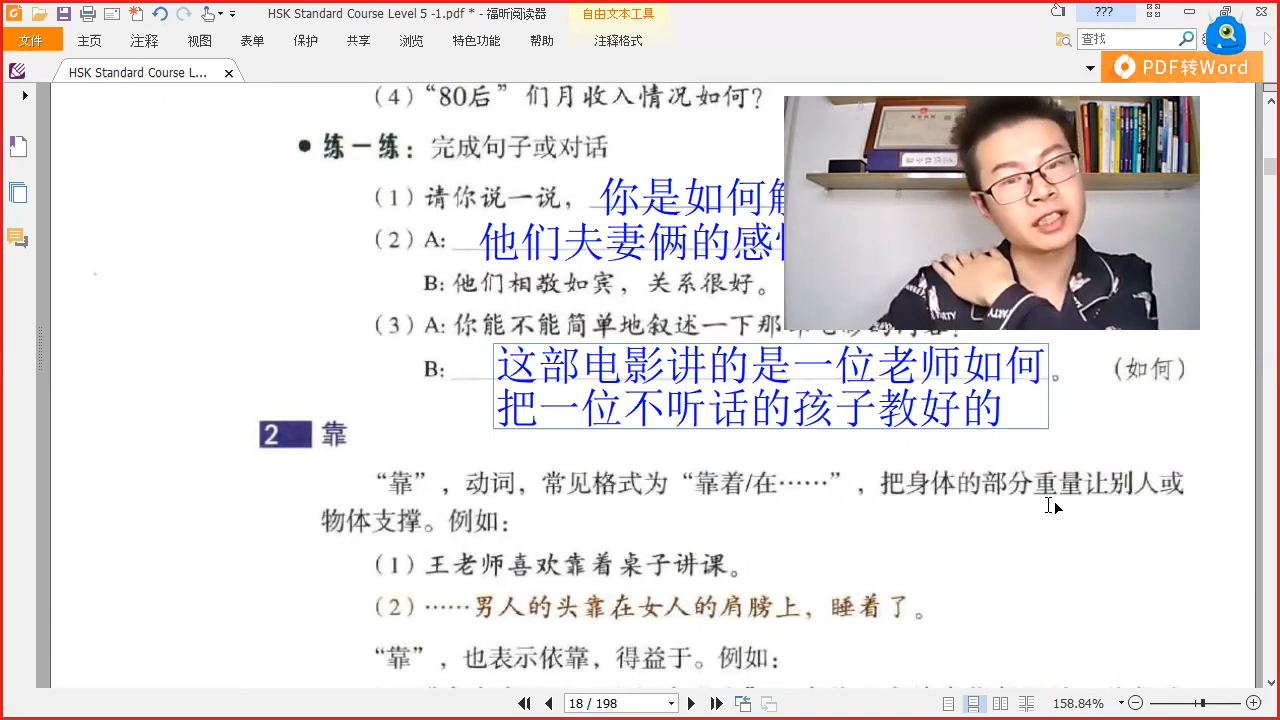 HSK Standard Course Level 5 -1.pdf * - 福昕阅读器
自由文本工具
???
文件 主页 注释 视图 表单 保护 共享 浏览 特色功能 帮助 注释格式
查找
HSK Standard Course L...
PDF转Word
(4)“80后”们月收入情况如何?
● 练一练:完成句子或对话
(1)请你说一说, 你是如何
(2)A: 他们夫妻俩的感
B:他们相敬如宾,关系很好。
(3)A:你能不能简单地叙述一下那
B: 这部电影讲的是一位老师如何
把一位不听话的孩子教好的 。 (如何)
2 靠
“靠”,动词,常见格式为“靠着/在……”,把身体的部分重量让别人或
物体支撑。例如:
(1)王老师喜欢靠着桌子讲课。
(2)……男人的头靠在女人的肩膀上,睡着了。
“靠”,也表示依靠,得益于。例如:
18 / 198
158.84%